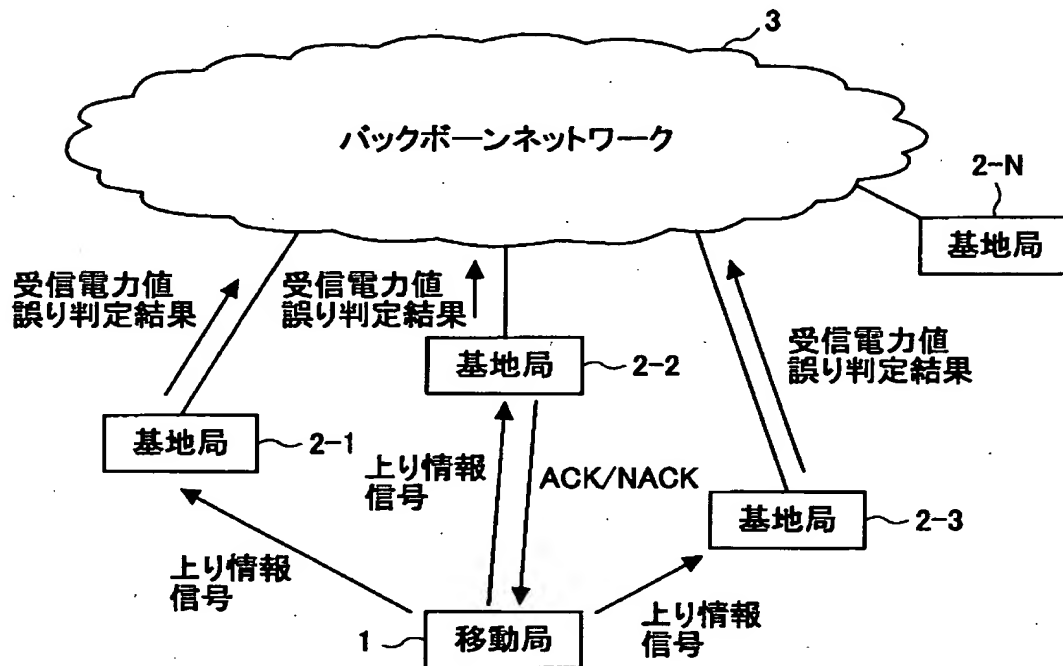 3
バックボーンネットワーク
2-N
基地局
受信電力値
誤り判定結果
受信電力値
誤り判定結果
受信電力値
誤り判定結果
基地局
2-2
基地局
2-1
上り情報
信号
ACK/NACK
基地局
2-3
上り情報
信号
上り情報
信号
1
移動局